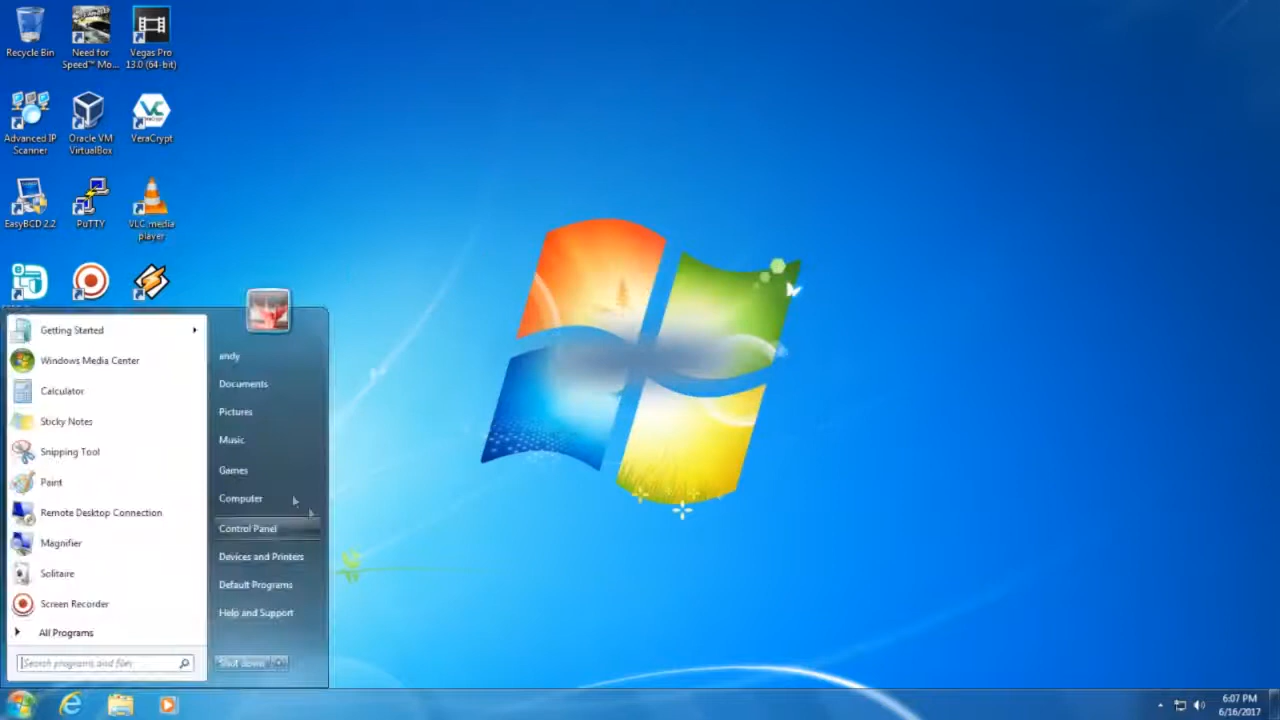 Recycle Bin
Need for
Speed™ Mo...
Vegas Pro
13.0 (64-bit)
Advanced IP
Scanner
Oracle VM
VirtualBox
VeraCrypt
EasyBCD 2.2
PuTTY
VLC media
player
Getting Started
Windows Media Center
Calculator
Sticky Notes
Snipping Tool
Paint
Remote Desktop Connection
Magnifier
Solitaire
Screen Recorder
All Programs
Search programs and files
andy
Documents
Pictures
Music
Games
Computer
Control Panel
Devices and Printers
Default Programs
Help and Support
Shut down
6:07 PM
6/16/2017